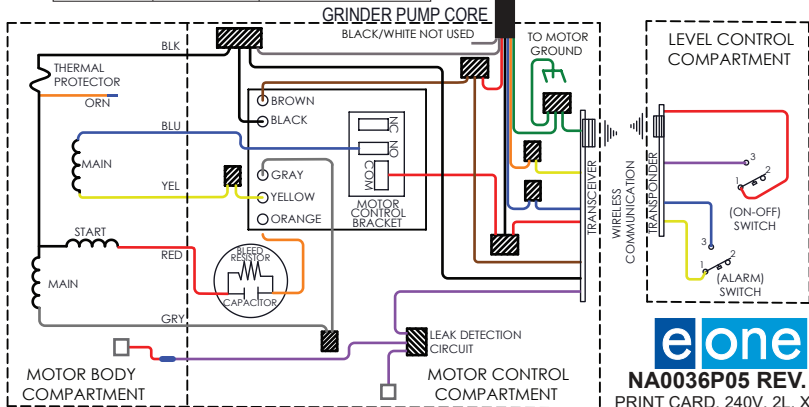 GRINDER PUMP CORE
BLACK/WHITE NOT USED
TO MOTOR
GROUND
LEVEL CONTROL
COMPARTMENT
BLK
THERMAL
PROTECTOR
ORN
BROWN
BLACK
NC
NO
COM
BLU
MAIN
YEL
GRAY
YELLOW
ORANGE
MOTOR
CONTROL
BRACKET
START
RED
BLEED
RESISTOR
CAPACITOR
MAIN
GRY
TRANSCEIVER
WIRELESS
COMMUNICATION
TRANSPONDER
3
2
1
(ON-OFF)
SWITCH
3
2
1
(ALARM)
SWITCH
LEAK DETECTION
CIRCUIT
MOTOR BODY
COMPARTMENT
MOTOR CONTROL
COMPARTMENT
e one
NA0036P05 REV.
PRINT CARD, 240V, 2L, X